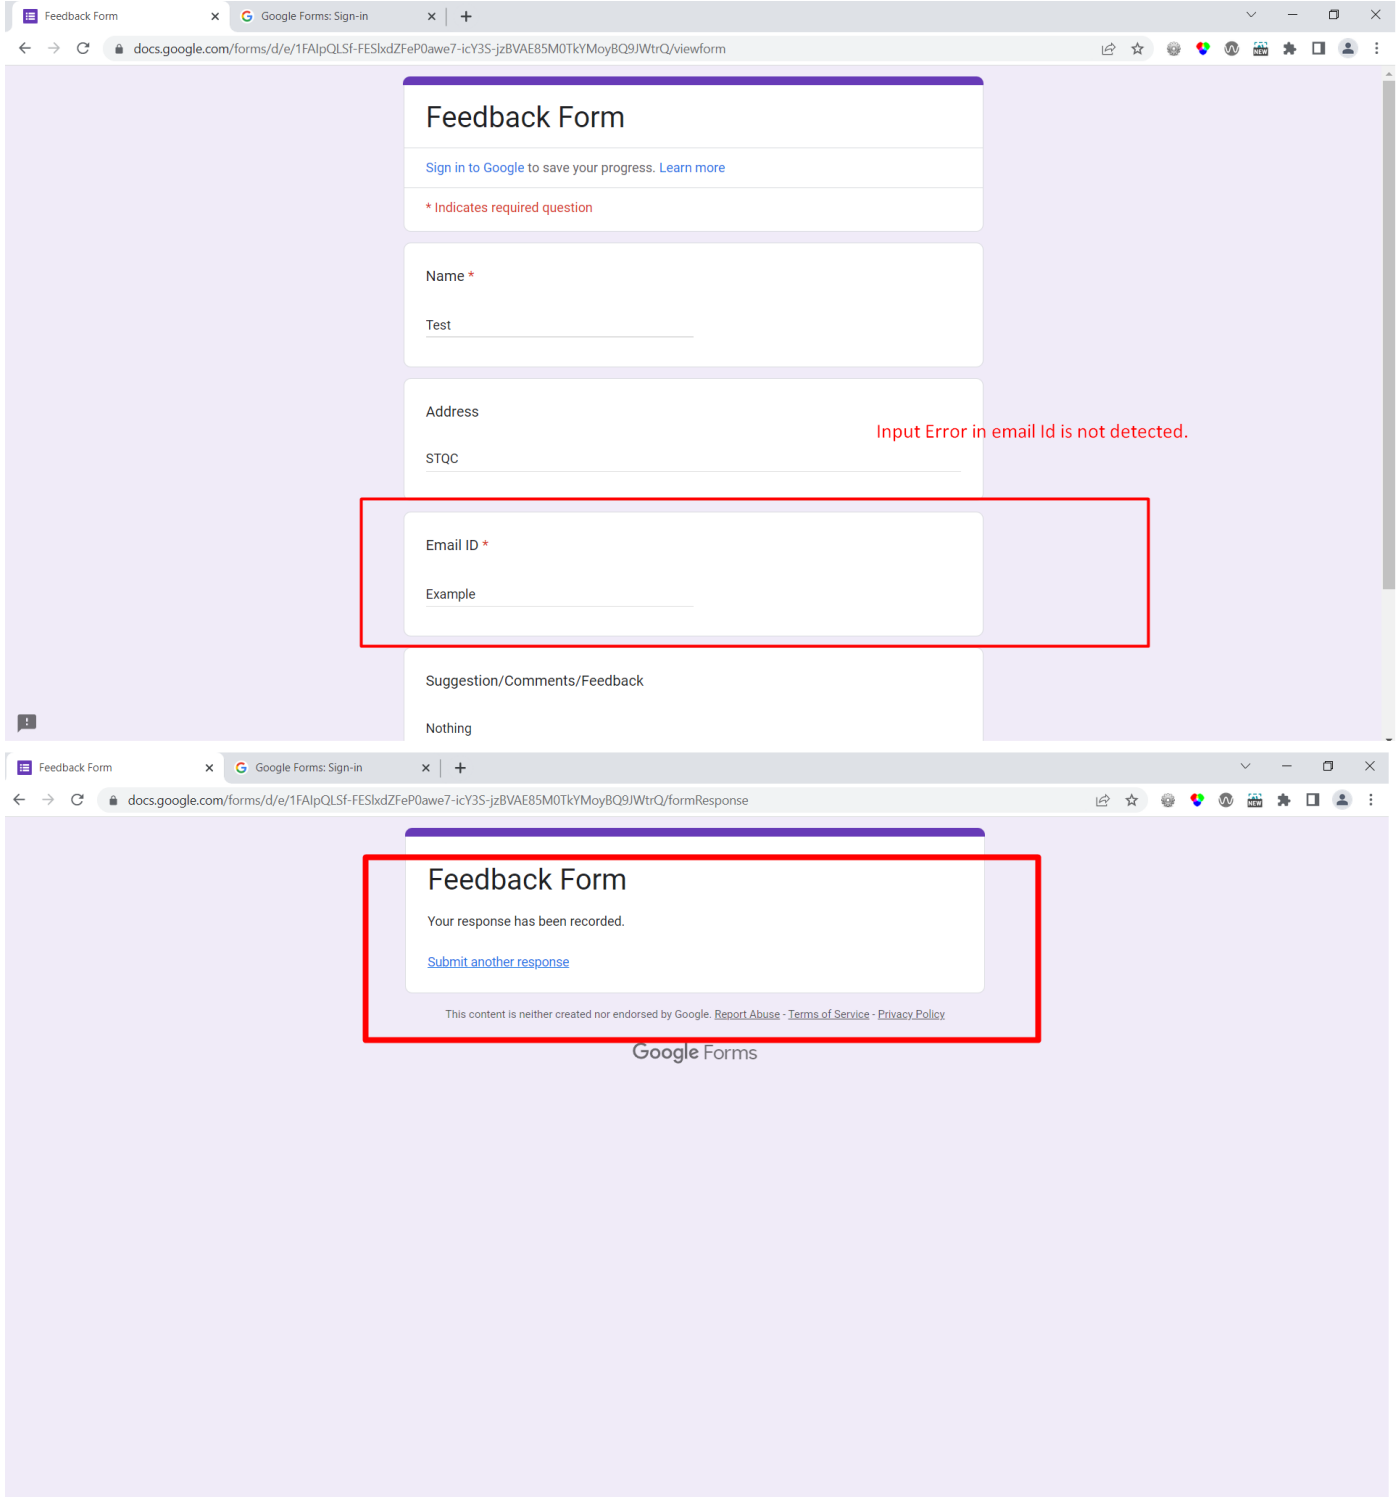 Feedback Form
Google Forms: Sign-in
docs.google.com/forms/d/e/1FAIpQLSf-FESlxdZFeP0awe7-icY3S-jzBVAE85M0TkYMoyBQ9JWtrQ/viewform
NEW
Feedback Form
Sign in to Google to save your progress. Learn more
* Indicates required question
Name *
Test
Address
Input Error in email Id is not detected.
STQC
Email ID *
Example
Suggestion/Comments/Feedback
Nothing
Feedback Form
Google Forms: Sign-in
docs.google.com/forms/d/e/1FAIpQLSf-FESlxdZFeP0awe7-icY3S-jzBVAE85M0TkYMoyBQ9JWtrQ/formResponse
NEW
Feedback Form
Your response has been recorded.
Submit another response
This content is neither created nor endorsed by Google. Report Abuse - Terms of Service - Privacy Policy
Google Forms